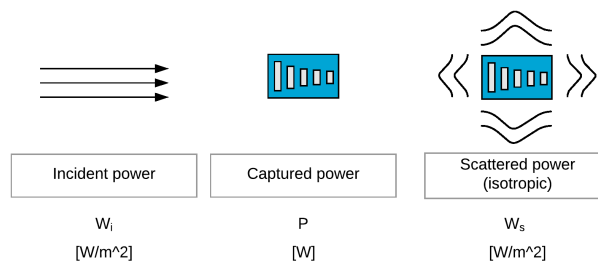 Incident power
Captured power
Scattered power
(isotropic)
Wᵢ
P
Wₛ
[W/m^2]
[W]
[W/m^2]